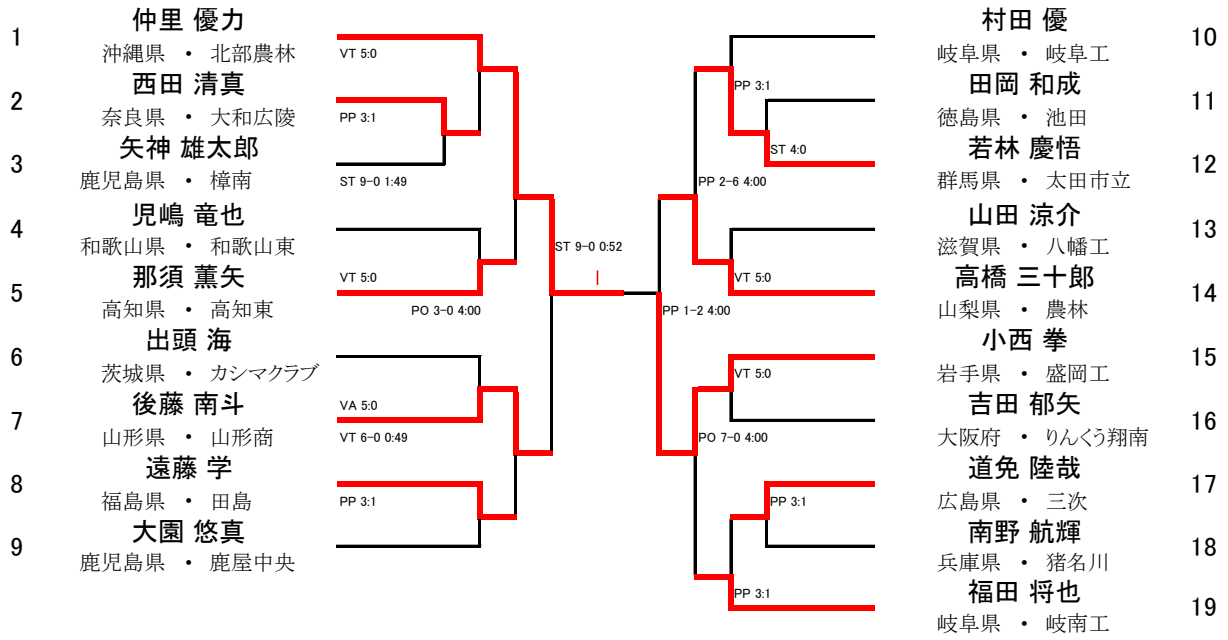 1
仲里 優力
沖縄県 ・ 北部農林
VT 5:0
2
西田 清真
奈良県 ・ 大和広陵
PP 3:1
3
矢神 雄太郎
鹿児島県 ・ 樟南
ST 9-0 1:49
4
児嶋 竜也
和歌山県 ・ 和歌山東
5
那須 薫矢
高知県 ・ 高知東
VT 5:0
PO 3-0 4:00
6
出頭 海
茨城県 ・ カシマクラブ
7
後藤 南斗
山形県 ・ 山形商
VA 5:0
VT 6-0 0:49
8
遠藤 学
福島県 ・ 田島
PP 3:1
9
大園 悠真
鹿児島県 ・ 鹿屋中央
ST 9-0 0:52
村田 優
岐阜県 ・ 岐阜工
10
PP 3:1
田岡 和成
徳島県 ・ 池田
11
ST 4:0
若林 慶悟
群馬県 ・ 太田市立
12
PP 2-6 4:00
山田 涼介
滋賀県 ・ 八幡工
13
VT 5:0
高橋 三十郎
山梨県 ・ 農林
14
PP 1-2 4:00
小西 拳
岩手県 ・ 盛岡工
15
VT 5:0
吉田 郁矢
大阪府 ・ りんくう翔南
16
PO 7-0 4:00
道免 陸哉
広島県 ・ 三次
17
PP 3:1
南野 航輝
兵庫県 ・ 猪名川
18
PP 3:1
福田 将也
岐阜県 ・ 岐南工
19